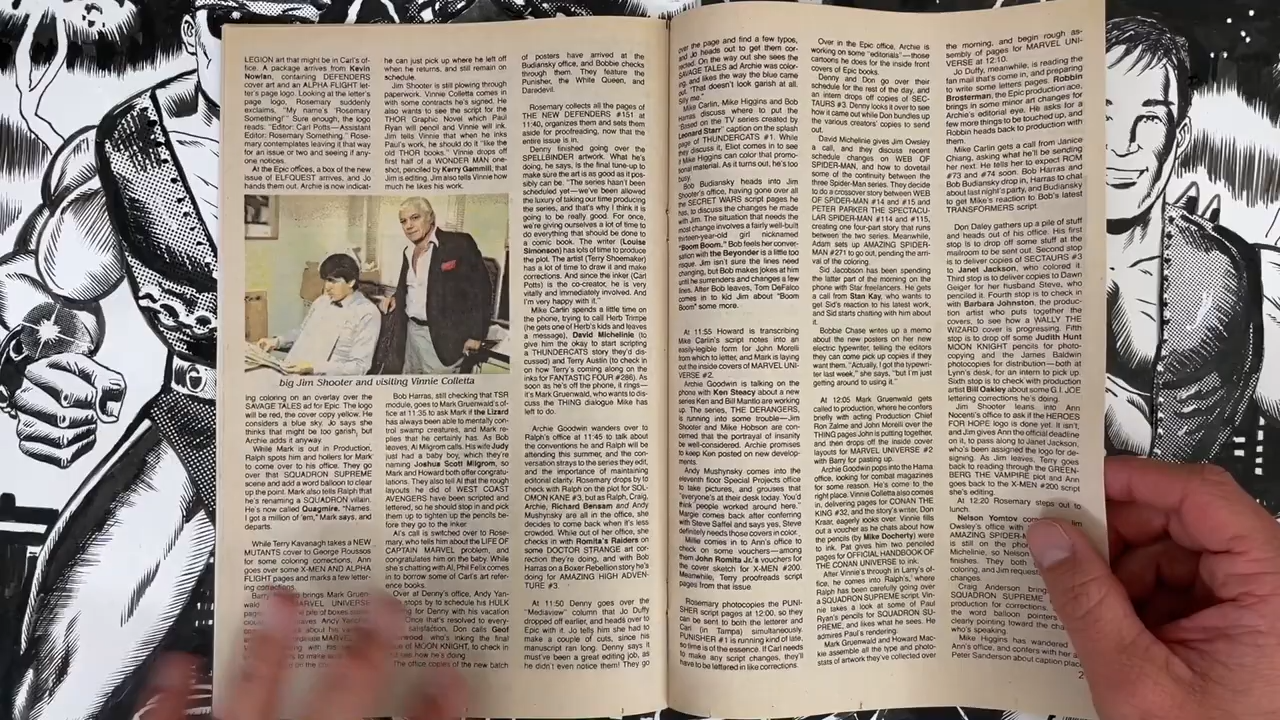 LEGION art that might be in Carl's of-
fice. A package arrives from Kevin
Nowlan, containing DEFENDERS
cover art and an ALPHA FLIGHT let-
ter's page logo. Looking at the letter's
page logo, Rosemary suddenly
exclaims, "My name's 'Rosemary
Something!'" Sure enough, the logo
reads: "Editor: Carl Potts—Assistant
Editor: Rosemary Something." Rose-
mary contemplates leaving it that way
for an issue or two and seeing if any-
one notices.
At the Epic offices, a box of the new
issue of ELFQUEST arrives, and Jo
hands them out. Archie is now indicat-
ing coloring on an overlay for the
SAVAGE TALES ad for Epic. The logo
will be red, the cover copy yellow. He
considers a blue sky. Jo says she
thinks that might be too garish, but
Archie adds it anyway.
While Mark is out in Production,
Ralph spots him and hollers for Mark
to come over to his office. They go
over that SQUADRON SUPREME
scene and add a word balloon to clear
up the point. Mark also tells Ralph that
he's renaming a SQUADRON villain.
He's now called Quagmire. "Names.
I got a million of 'em," Mark says, and
departs.
While Terry Kavanagh takes a NEW
MUTANTS cover to George Roussos
for some coloring corrections, Ann
goes over some X-MEN AND ALPHA
FLIGHT pages and marks a few letter-
ing corrections.
brings Mark Gruen-
MARVEL UNIVERSE
he can just pick up where he left off
when he returns, and still remain on
schedule.
Jim Shooter is still plowing through
paperwork. Vinnie Colletta comes in
with some contracts he's signed. He
also wants to see the script for the
THOR Graphic Novel which Paul
Ryan will pencil and Vinnie will ink.
Jim tells Vinnie that when he inks
Paul's work, he should do it "like the
old THOR books." Vinnie drops off
first half of a WONDER MAN one-
shot, penciled by Kerry Gammill, that
Jim is editing. Jim also tells Vinnie how
much he likes his work.
big Jim Shooter and visiting Vinnie Colletta
Bob Harras, still checking that TSR
module, goes to Mark Gruenwald's of-
fice at 11:35 to ask Mark if the Lizard
has always been able to mentally con-
trol swamp creatures, and Mark re-
plies that he certainly has. As Bob
leaves, Al Milgrom calls. His wife Judy
just had a baby boy, which they're
naming Joshua Scott Milgrom, so
Mark and Howard both offer congratu-
lations. They also tell Al that the rough
layouts he did of WEST COAST
AVENGERS have been scripted and
lettered, so he should stop in and pick
them up to tighten up the pencils be-
fore they go to the inker.
Al's call is switched over to Rose-
mary, who tells him about the LIFE OF
CAPTAIN MARVEL problem, and
congratulates him on the baby. While
she's chatting with Al, Phil Felix comes
in to borrow some of Carl's art refer-
ence books.
Over at Denny's office, Andy Yan-
stops by to schedule his HULK
for Denny with his vacation
Once that's resolved to every-
satisfaction, Don calls Geof
who's inking the final
of MOON KNIGHT, to check in
how he's doing.
The office copies of the new batch
of posters have arrived at the
Budiansky office, and Bobbie checks
through them. They feature the
Punisher, the White Queen, and
Daredevil.
Rosemary collects all the pages of
THE NEW DEFENDERS #151 at
11:40, organizes them and sets them
aside for proofreading, now that the
entire issue is in.
Denny finished going over the
SPELLBINDER artwork. What he's
doing, he says, is the final tune-up to
make sure the art is as good as it pos-
sibly can be. "The series hasn't been
scheduled yet—we've been allowed
the luxury of taking our time producing
the series, and that's why I think it is
going to be really good. For once,
we're giving ourselves a lot of time to
do everything that should be done to
a comic book. The writer (Louise
Simonson) has lots of time to produce
the plot. The artist (Terry Shoemaker)
has a lot of time to draw it and make
corrections. And since the inker (Carl
Potts) is the co-creator, he is very
vitally and immediately involved. And
I'm very happy with it."
Mike Carlin spends a little time on
the phone, trying to call Herb Trimpe
(he gets one of Herb's kids and leaves
a message), David Michelinie (to
give him the okay to start scripting
a THUNDERCATS story they'd dis-
cussed) and Terry Austin (to check in
on how Terry's coming along on the
inks for FANTASTIC FOUR #286). As
soon as he's off the phone, it rings—
it's Mark Gruenwald, who wants to dis-
cuss the THING dialogue Mike has
left to do.
Archie Goodwin wanders over to
Ralph's office at 11:45 to talk about
the conventions he and Ralph will be
attending this summer, and the con-
versation strays to the series they edit,
and the importance of maintaining
editorial clarity. Rosemary drops by to
check with Ralph on the plot for SOL-
OMON KANE #3, but as Ralph, Craig,
Archie, Richard Bensam and Andy
Mushynsky are all in the office, she
decides to come back when it's less
crowded. While out of her office, she
checks in with Romita's Raiders on
some DOCTOR STRANGE art cor-
rection they're doing, and with Bob
Harras on a Boxer Rebellion story he's
doing for AMAZING HIGH ADVEN-
TURE #3.
At 11:50 Denny goes over the
"Mediaview" column that Jo Duffy
dropped off earlier, and heads over to
Epic with it. Jo tells him she had to
make a couple of cuts, since his
manuscript ran long. Denny says it
must've been a great editing job, as
he didn't even notice them! They go
over the page and find a few typos,
and Jo heads out to get them cor-
rected. On the way out she sees the
SAVAGE TALES ad Archie was color-
ing, and likes the way the blue came
out. "That doesn't look garish at all.
Silly me."
Mike Carlin, Mike Higgins and Bob
Harras discuss where to put the
"Based on the TV series created by
Leonard Starr" caption on the splash
page of THUNDERCATS #1. While
they discuss it, Eliot comes in to see
if Mike Higgins can color that promo-
tional material. As it turns out, he's too
busy.
Bob Budiansky heads into Jim
Shooter's office, having gone over all
the SECRET WARS script pages he
has, to discuss the changes he made
with Jim. The situation that needs the
most change involves a fairly well-built
thirteen-year-old girl nicknamed
"Boom Boom." Bob feels her conver-
sation with the Beyonder is a little too
risque. Jim isn't sure the lines need
changing, but Bob makes jokes at him
until he surrenders and changes a few
lines. After Bob leaves, Tom DeFalco
comes in to kid Jim about "Boom
Boom" some more.
At 11:55 Howard is transcribing
Mike Carlin's script notes into an
easily-legible form for John Morelli
from which to letter, and Mark is laying
out the inside covers of MARVEL UNI-
VERSE #2.
Archie Goodwin is talking on the
phone with Ken Steacy about a new
series Ken and Bill Mantlo are working
up. The series, THE DERANGERS,
is running into some trouble—Jim
Shooter and Mike Hobson are con-
cerned that the portrayal of insanity
be well-considered. Archie promises
to keep Ken posted on new develop-
ments.
Andy Mushynsky comes into the
eleventh floor Special Projects office
to take pictures, and grouses that
"everyone's at their desk today. You'd
think people worked around here."
Margie comes back after conferring
with Steve Saffel and says yes, Steve
definitely needs those covers in color.
Millie comes in to Ann's office to
check on some vouchers—among
them John Romita Jr.'s vouchers for
the cover sketch for X-MEN #200.
Meanwhile, Terry proofreads script
pages from that issue.
Rosemary photocopies the PUNI-
SHER script pages at 12:00, so they
can be sent to both the letterer and
Carl (in Tampa) simultaneously.
PUNISHER #1 is running kind of late,
so time is of the essence. If Carl needs
to make any script changes, they'll
have to be lettered in like corrections.
Over in the Epic office, Archie is
working on some "editorials"—those
cartoons he does for the inside front
covers of Epic books.
Denny and Don go over their
schedule for the rest of the day, and
an intern drops off copies of SEC-
TAURS #3. Denny looks it over to see
how it came out while Don bundles up
the various creators' copies to send
out.
David Michelinie gives Jim Owsley
a call, and they discuss recent
schedule changes on WEB OF
SPIDER-MAN, and how to dovetail
some of the continuity between the
three Spider-Man series. They decide
to do a crossover story between WEB
OF SPIDER-MAN #14 and #15 and
PETER PARKER THE SPECTACU-
LAR SPIDER-MAN #114 and #115,
creating one four-part story that runs
between the two series. Meanwhile,
Adam sets up AMAZING SPIDER-
MAN #271 to go out, pending the arri-
val of the coloring.
Sid Jacobson has been spending
the latter part of the morning on the
phone with Star freelancers. He gets
a call from Stan Kay, who wants to
get Sid's reaction to his latest work,
and Sid starts chatting with him about
it.
Bobbie Chase writes up a memo
about the new posters on her new
electric typewriter, telling the editors
they can come pick up copies if they
want them. "Actually, I got the typewri-
ter last week," she says, "but I'm just
getting around to using it."
At 12:05 Mark Gruenwald gets
called to production, where he confers
briefly with acting Production Chief
Ron Zalme and John Morelli over the
THING pages John is putting together,
and then drops off the inside cover
layouts for MARVEL UNIVERSE #2
with Barry for pasting up.
Archie Goodwin pops into the Hama
office, looking for combat magazines
for some reason. He's come to the
right place. Vinnie Colletta also comes
in, delivering pages for CONAN THE
KING #32, and the story's writer, Don
Kraar, eagerly looks over Vinnie fills
out a voucher as he chats about how
the pencils (by Mike Docherty) were
to ink. Pat gives him two penciled
pages for OFFICIAL HANDBOOK OF
THE CONAN UNIVERSE to ink.
After Vinnie's through in Larry's of-
fice, he comes into Ralph's, where
Ralph has been carefully going over
a SQUADRON SUPREME script. Vin-
nie takes a look at some of Paul
Ryan's pencils for SQUADRON SU-
PREME, and likes what he sees. He
admires Paul's rendering.
Mark Gruenwald and Howard Mac-
kie assemble all the type and photo-
stats of artwork they've collected over
the morning, and begin rough as-
sembly of pages for MARVEL UNI-
VERSE at 12:10.
Jo Duffy, meanwhile, is reading the
fan mail that's come in, and preparing
to write some letters pages. Robbin
Brosterman, the Epic production ace,
brings in some minor art changes for
Archie's editorial eye. He asks for a
few more things to be touched up, and
Robbin heads back to production with
them.
Mike Carlin gets a call from Janice
Chiang, asking what he'll be sending
her next. He tells her to expect ROM
#73 and #74 soon. Bob Harras and
Bob Budiansky drop in, Harras to chat
about last night's party, and Budiansky
to get Mike's reaction to Bob's latest
TRANSFORMERS script.
Don Daley gathers up a pile of stuff
and heads out of his office. His first
stop is to drop off some stuff at the
mailroom to be sent out. Second stop
is to deliver copies of SECTAURS #3
to Janet Jackson, who colored it.
Third stop is to deliver copies to Dawn
Geiger for her husband Steve, who
penciled it. Fourth stop is to check in
with Barbara Johnston, the produc-
tion artist who puts together the
covers, to see how a WALLY THE
WIZARD cover is progressing. Fifth
stop is to drop off some Judith Hunt
MOON KNIGHT pencils for photo-
copying and the James Baldwin
photocopies for distribution—both at
Lynn's desk, for an intern to pick up.
Sixth stop is to check with production
artist Bill Oakley about some G.I. JOE
lettering corrections he's doing.
Jim Shooter leans into Ann
Nocenti's office to ask if the HEROES
FOR HOPE logo is done yet. It isn't,
and Jim gives Ann the official deadline
on it, to pass along to Janet Jackson,
who's been assigned the logo for de-
signing. As Jim leaves, Terry goes
back to reading through the GREEN-
BERG THE VAMPIRE plot and Ann
goes back to the X-MEN #200 script
she's editing.
At 12:20 Rosemary steps out to
lunch.
Nelson Yomtov
Owsley's office with
AMAZING SPIDER-
is still on the phone
Michelinie, so Nelson
finishes. They both
coloring, and Jim requests
changes.
Craig Anderson brings
SQUADRON SUPREME
production for corrections.
the word balloon pointers
clearly pointing toward the
who's speaking.
Mike Higgins has wandered
Ann's office, and confers with her
Peter Sanderson about caption place-
2